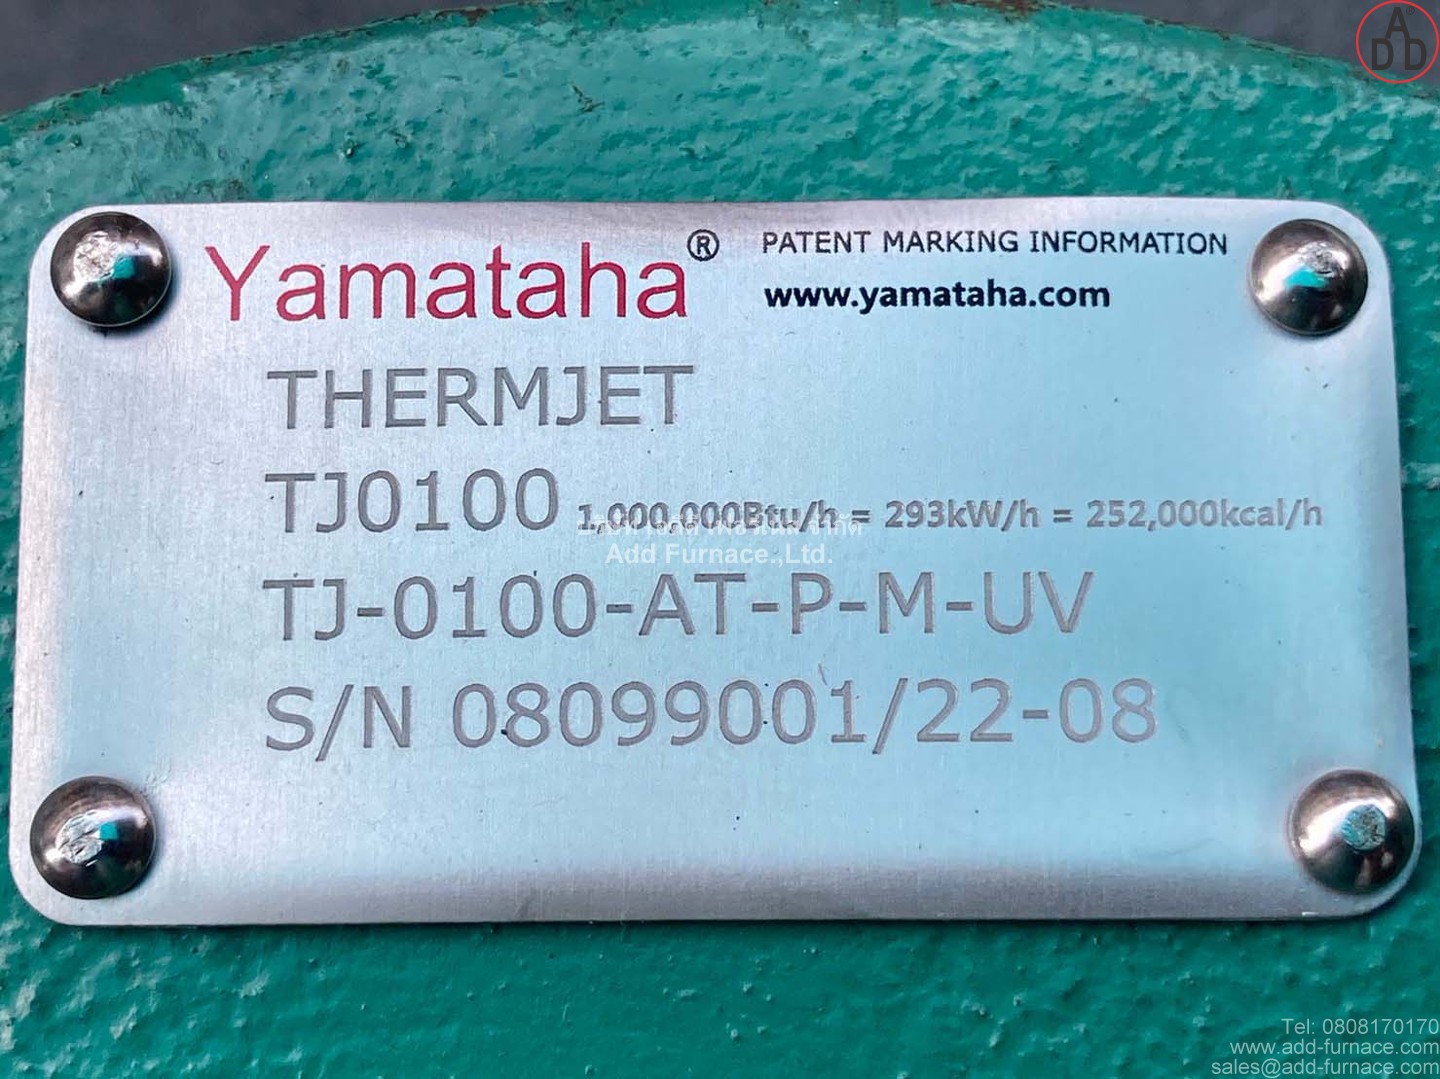 ADD
Yamataha® PATENT MARKING INFORMATION
www.yamataha.com
THERMJET
TJ0100 1,000,000Btu/h = 293kW/h = 252,000kcal/h
Add Furnace.,Ltd.
TJ-0100-AT-P-M-UV
S/N 08099001/22-08
Tel: 0808170170
www.add-furnace.com
sales@add-furnace.com